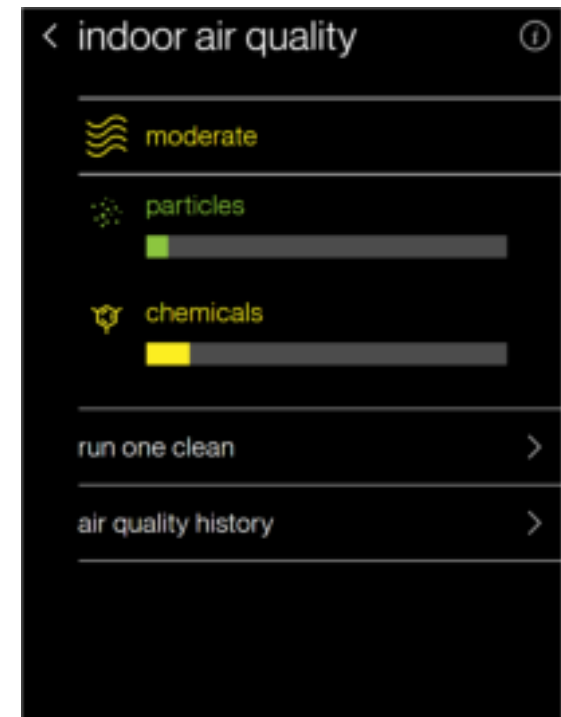 indoor air quality
moderate
particles
chemicals
run one clean
air quality history